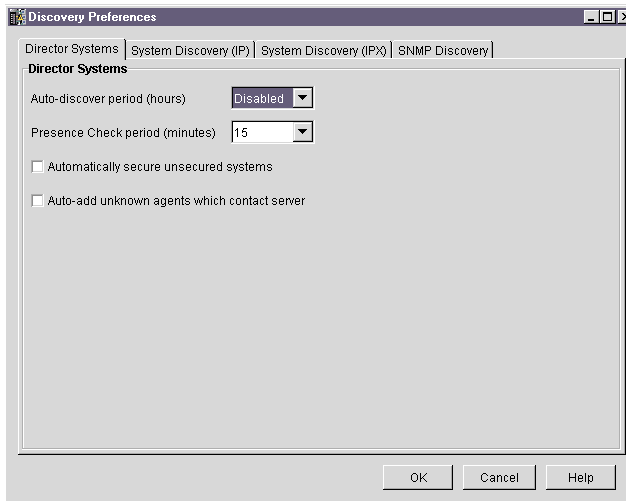 Discovery Preferences
Director Systems System Discovery (IP) System Discovery (IPX) SNMP Discovery
Director Systems
Auto-discover period (hours) Disabled
Presence Check period (minutes) 15
Automatically secure unsecured systems
Auto-add unknown agents which contact server
OK Cancel Help